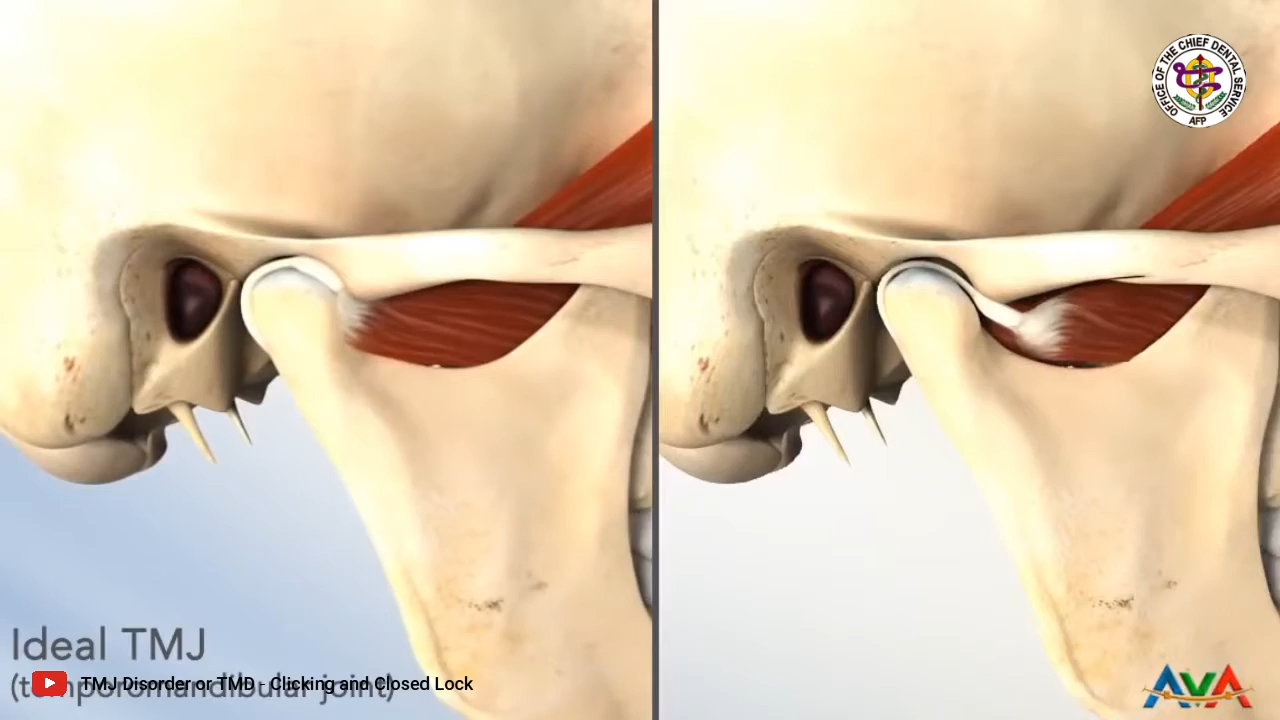 OFFICE OF THE CHIEF DENTAL SERVICE
AFP
Ideal TMJ
(temporomandibular joint)
TMJ Disorder or TMD - Clicking and Closed Lock
AVA